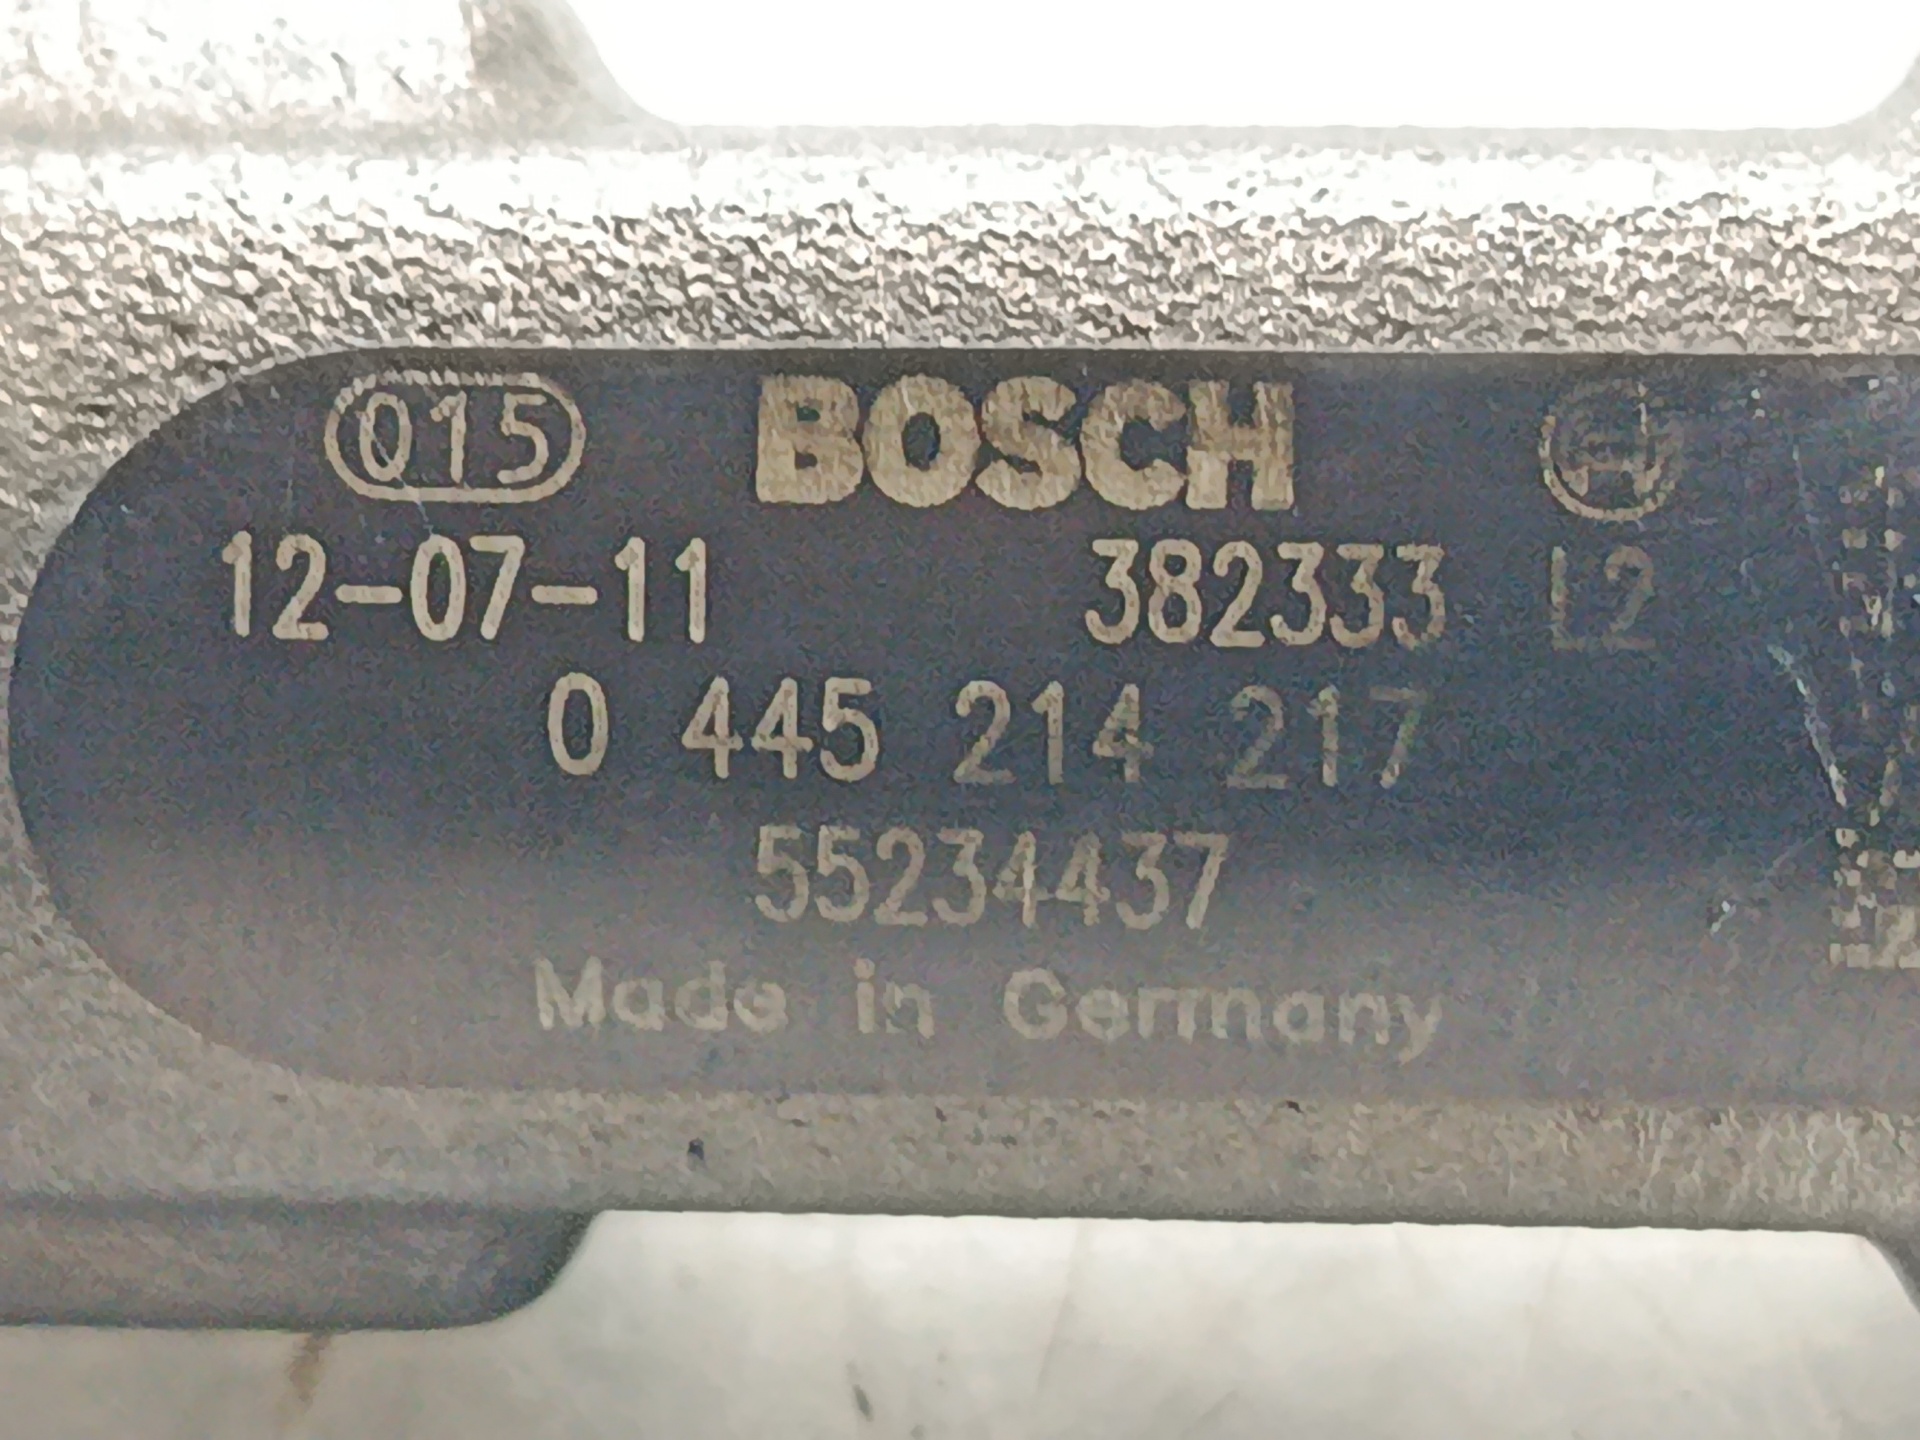 015 BOSCH
12-07-11 382333 L2
0 445 214 217
55234437
Made in Germany